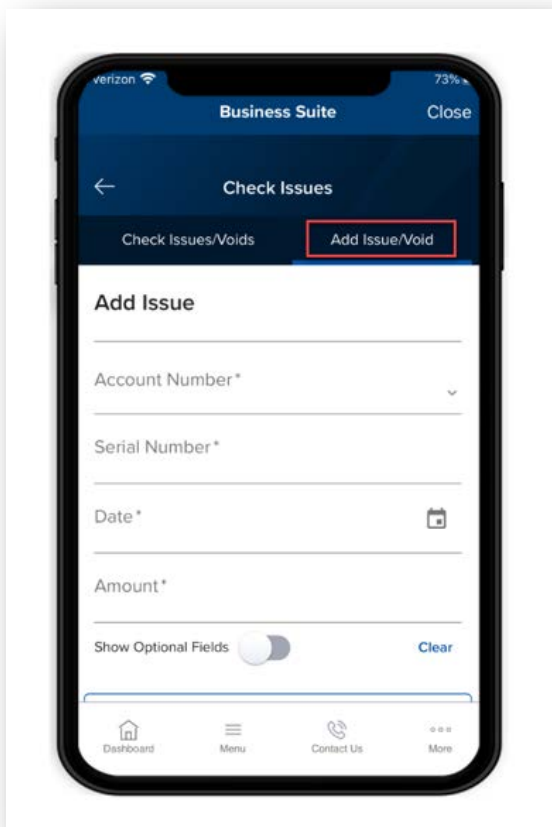 verizon 73%
Business Suite Close
Check Issues
Check Issues/Voids Add Issue/Void
Add Issue
Account Number*
Serial Number*
Date*
Amount*
Show Optional Fields Clear
Dashboard Menu Contact Us More